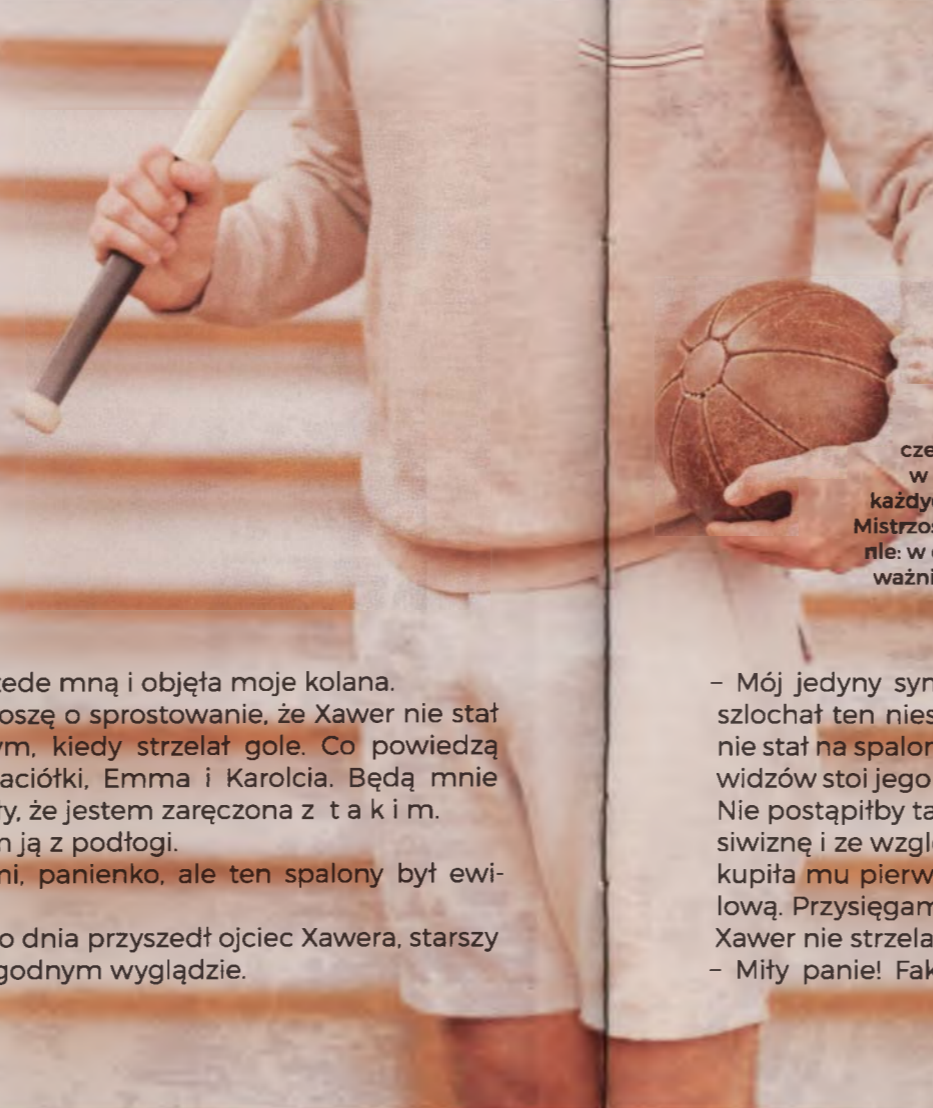 zede mną i objęła moje kolana.
oszę o sprostowanie, że Xawer nie stał
ym, kiedy strzelał gole. Co powiedzą
aciółki, Emma i Karolcia. Będą mnie
ły, że jestem zaręczona z t a k i m.
n ją z podłogi.
ni, panienko, ale ten spalony był ewi-
o dnia przyszedł ojciec Xawera, starszy
godnym wyglądzie.
cze
w
każdy
Mistrzos
nie: w
ważni
– Mój jedyny syn
szlochał ten nies
nie stał na spalon
widzów stoi jego
Nie postąpiłby ta
siwiznę i ze wzglę
kupiła mu pierw
lową. Przysięgam
Xawer nie strzela
– Miły panie! Fak